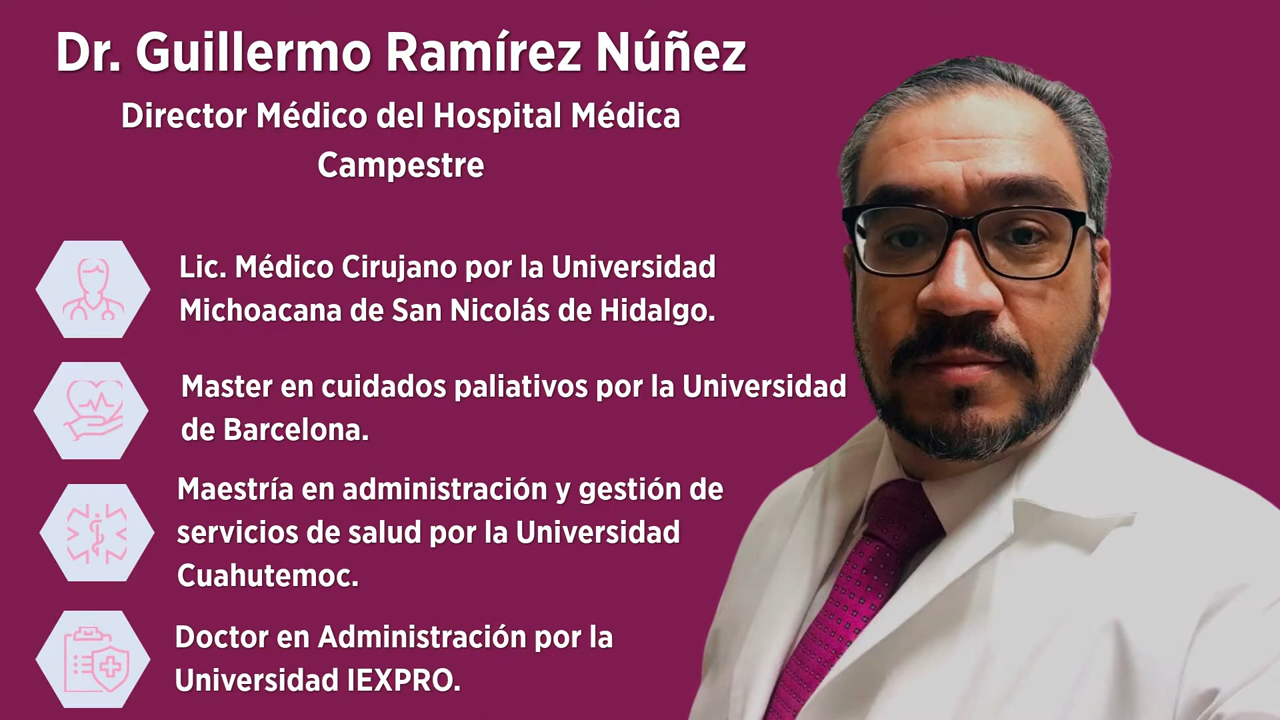 Dr. Guillermo Ramírez Núñez
Director Médico del Hospital Médica
Campestre
Lic. Médico Cirujano por la Universidad
Michoacana de San Nicolás de Hidalgo.
Master en cuidados paliativos por la Universidad
de Barcelona.
Maestría en administración y gestión de
servicios de salud por la Universidad
Cuahutemoc.
Doctor en Administración por la
Universidad IEXPRO.